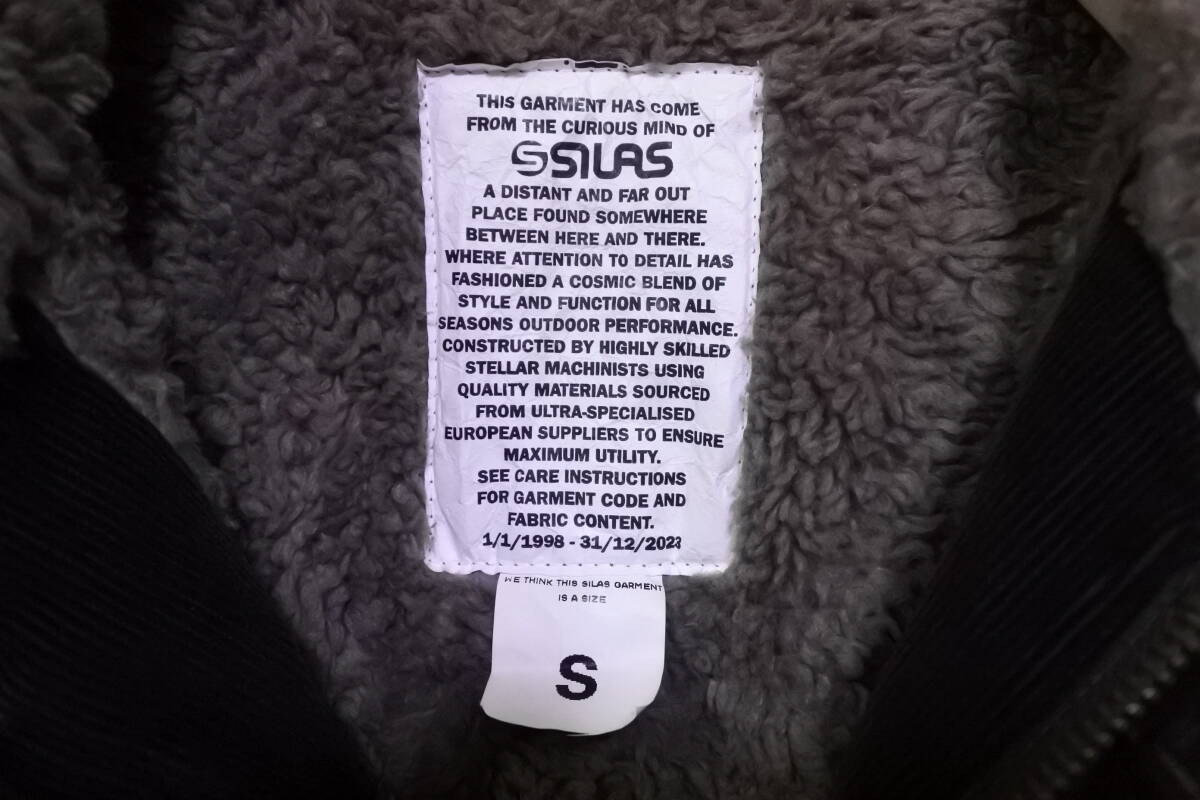 THIS GARMENT HAS COME
FROM THE CURIOUS MIND OF
SSILAS
A DISTANT AND FAR OUT
PLACE FOUND SOMEWHERE
BETWEEN HERE AND THERE.
WHERE ATTENTION TO DETAIL HAS
FASHIONED A COSMIC BLEND OF
STYLE AND FUNCTION FOR ALL
SEASONS OUTDOOR PERFORMANCE.
CONSTRUCTED BY HIGHLY SKILLED
STELLAR MACHINISTS USING
QUALITY MATERIALS SOURCED
FROM ULTRA-SPECIALISED
EUROPEAN SUPPLIERS TO ENSURE
MAXIMUM UTILITY.
SEE CARE INSTRUCTIONS
FOR GARMENT CODE AND
FABRIC CONTENT.
1/1/1998 - 31/12/2023
WE THINK THIS SILAS GARMENT
IS A SIZE
S